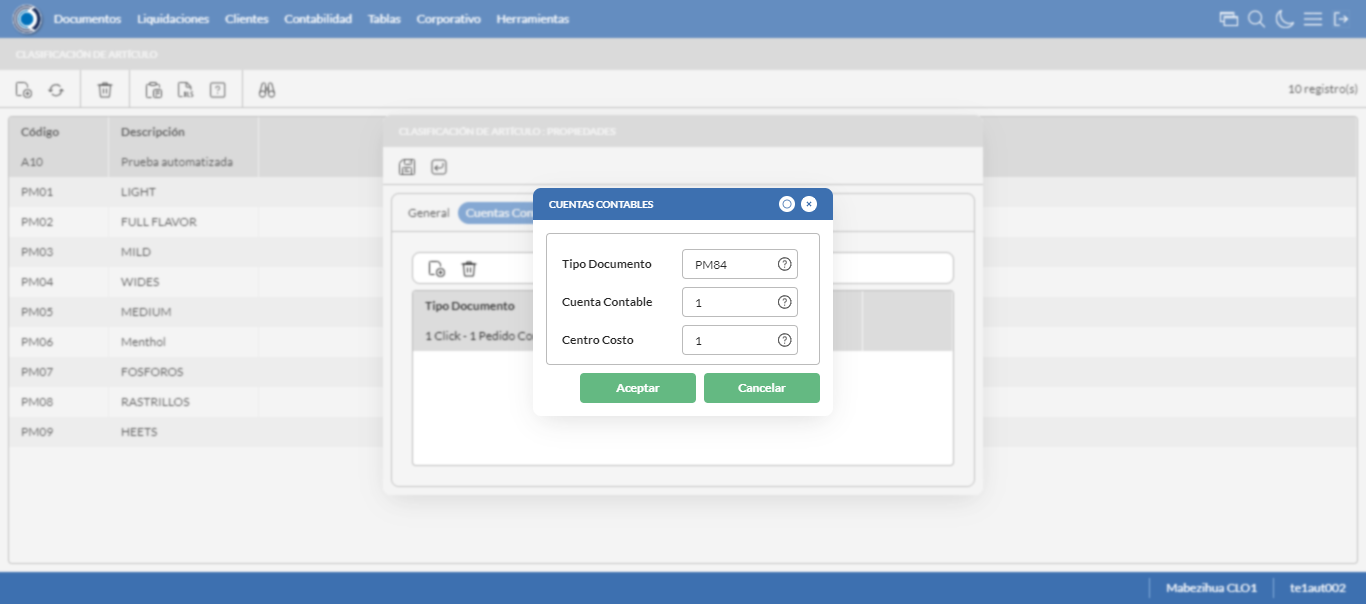 Documentos Liquidaciones Clientes Contabilidad Tablas Corporativo Herramientas
CLASIFICACIÓN DE ARTÍCULO
10 registro(s)
Código Descripción
A10 Prueba automatizada
PM01 LIGHT
PM02 FULL FLAVOR
PM03 MILD
PM04 WIDES
PM05 MEDIUM
PM06 Menthol
PM07 FOSFOROS
PM08 RASTRILLOS
PM09 HEETS
CLASIFICACIÓN DE ARTÍCULO : PROPIEDADES
General Cuentas Con
Tipo Documento
1 Click - 1 Pedido Co
CUENTAS CONTABLES
Tipo Documento PM84
Cuenta Contable 1
Centro Costo 1
Aceptar Cancelar
Mabezihua CLO1 te1aut002